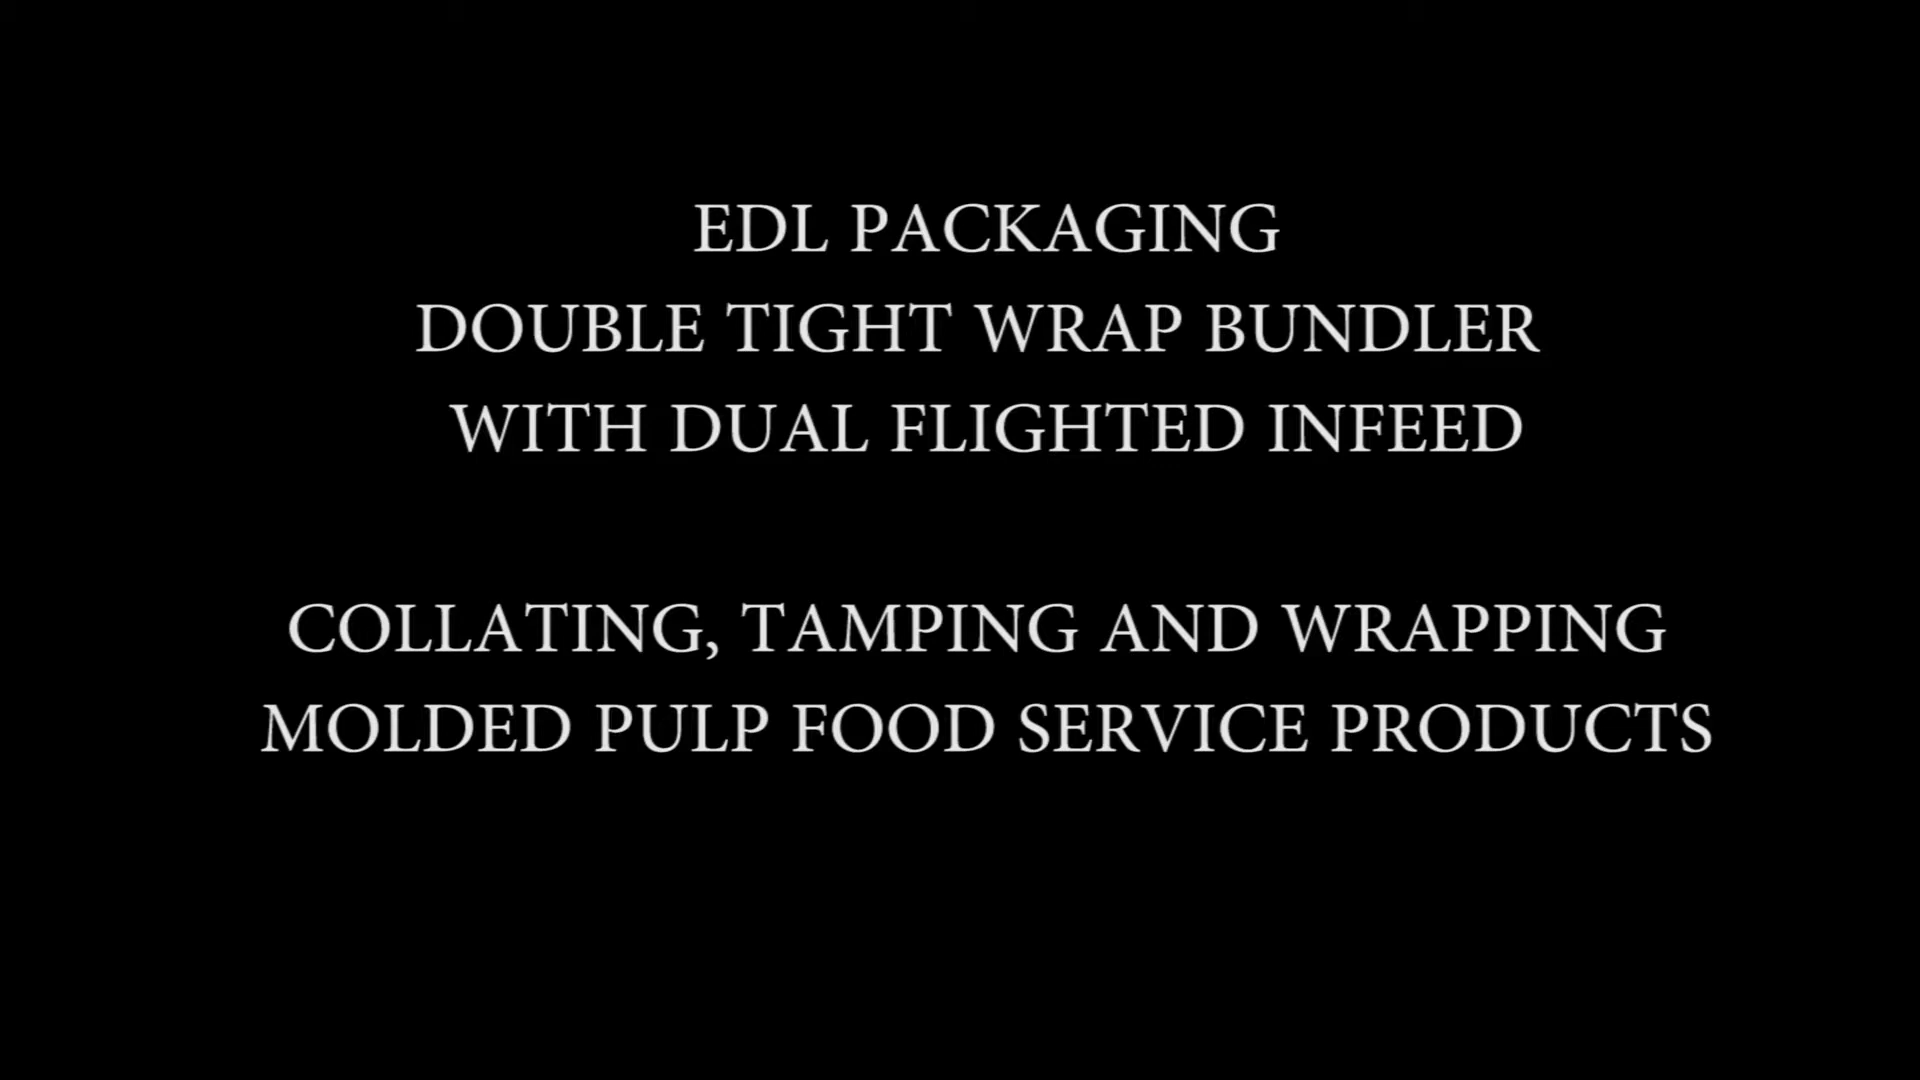 EDL PACKAGING
DOUBLE TIGHT WRAP BUNDLER
WITH DUAL FLIGHTED INFEED
COLLATING, TAMPING AND WRAPPING
MOLDED PULP FOOD SERVICE PRODUCTS